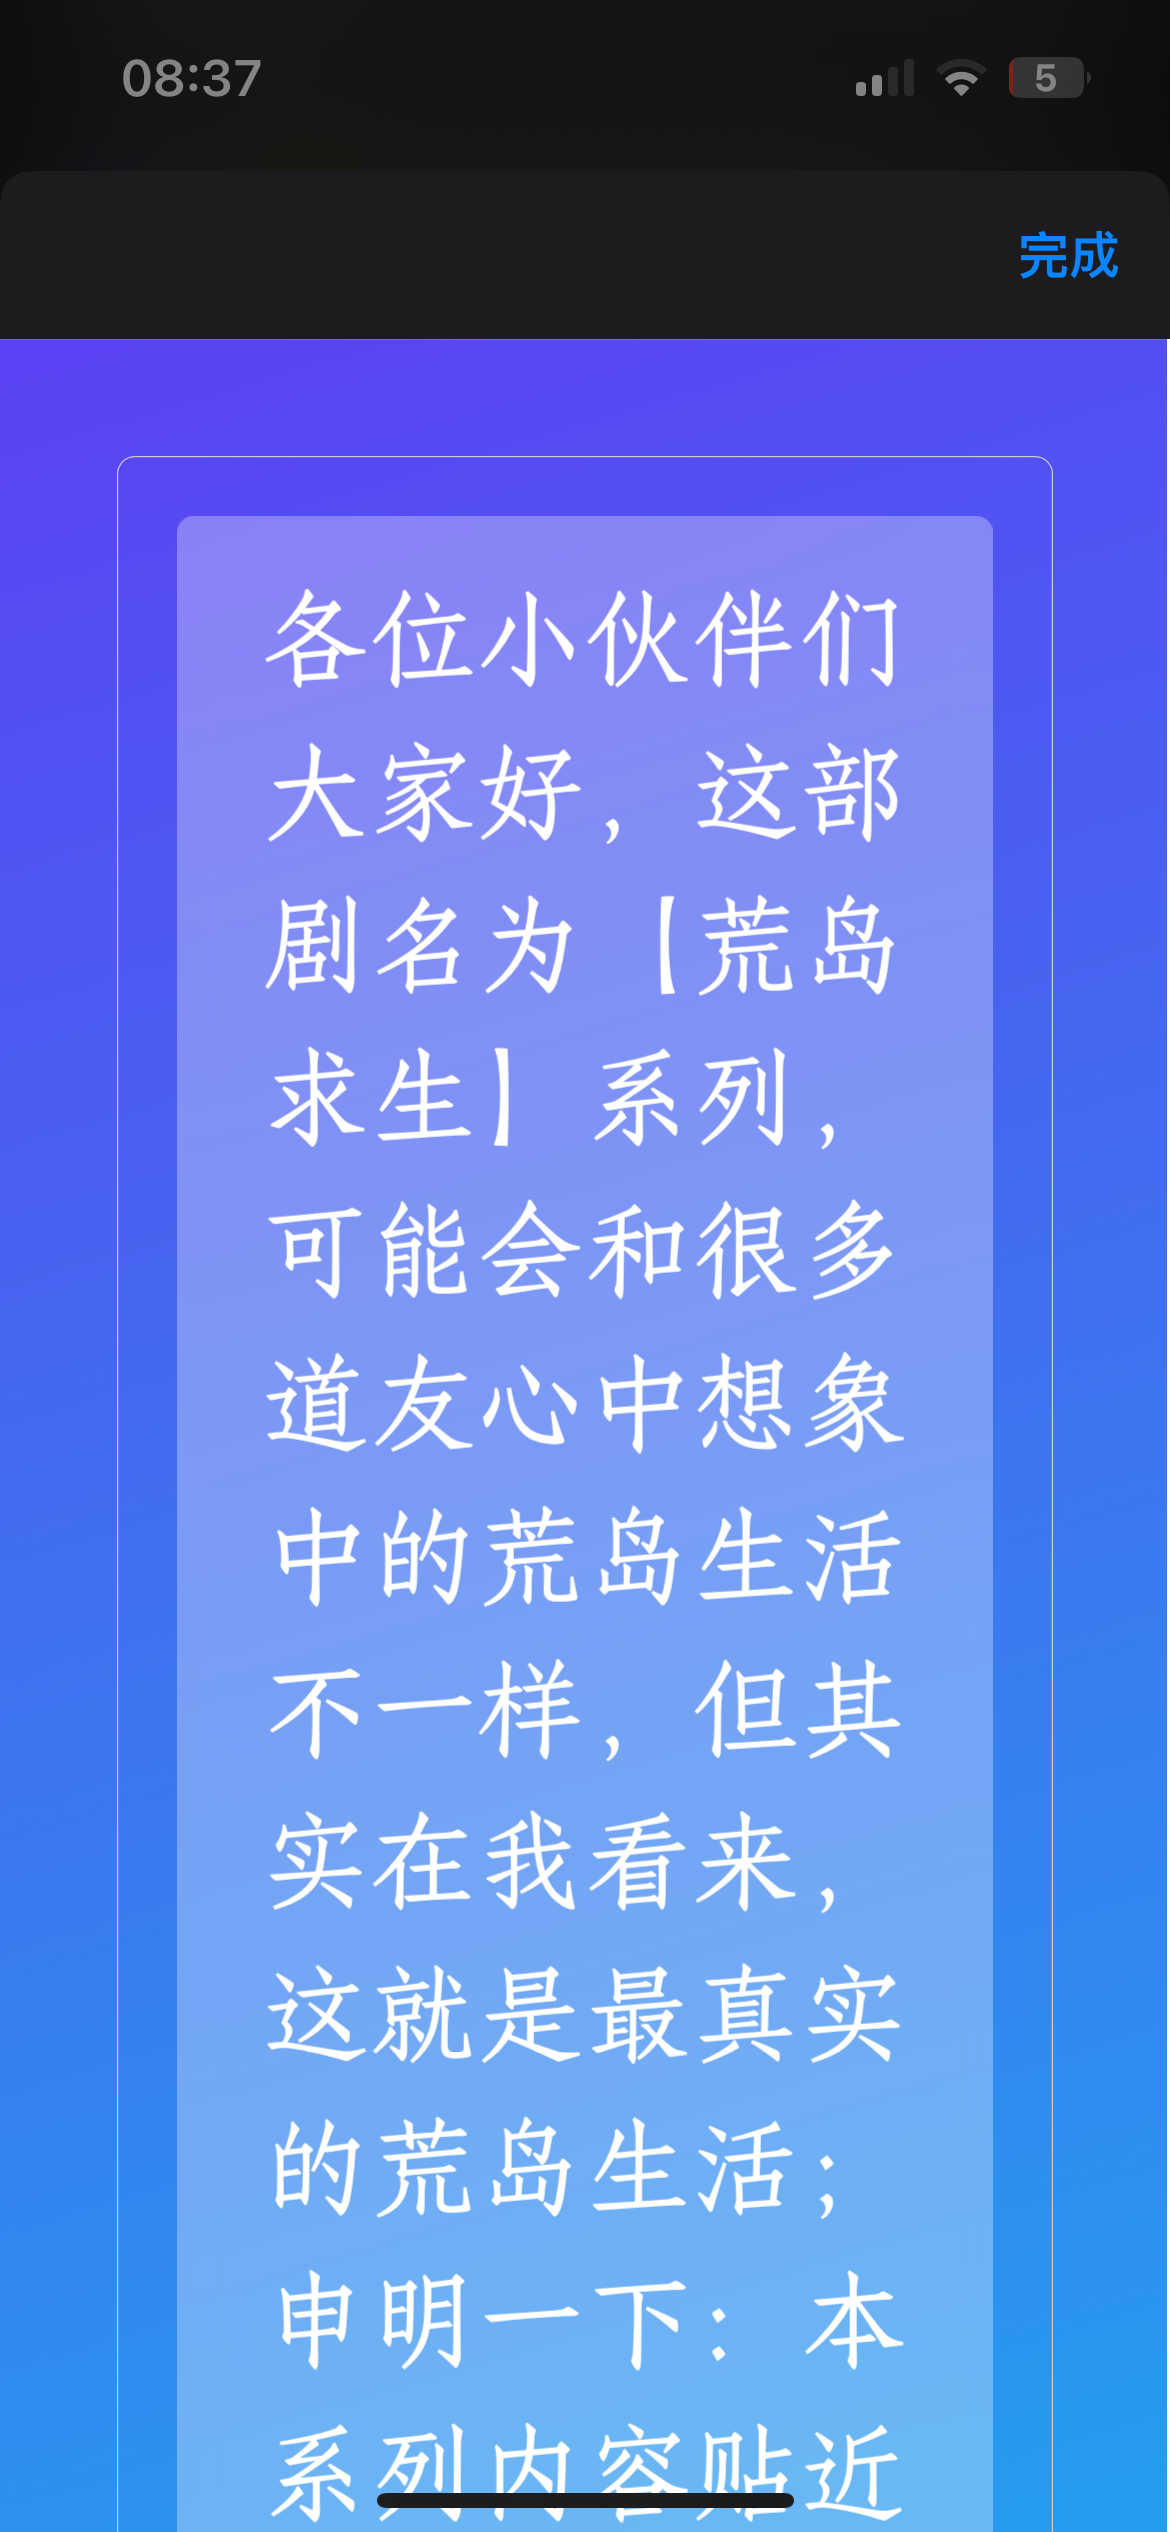 08:37
5
完成
各位小伙伴们
大家好，这部
剧名为【荒岛
求生】系列，
可能会和很多
道友心中想象
中的荒岛生活
不一样，但其
实在我看来，
这就是最真实
的荒岛生活；
申明一下：本
系列内容贴近